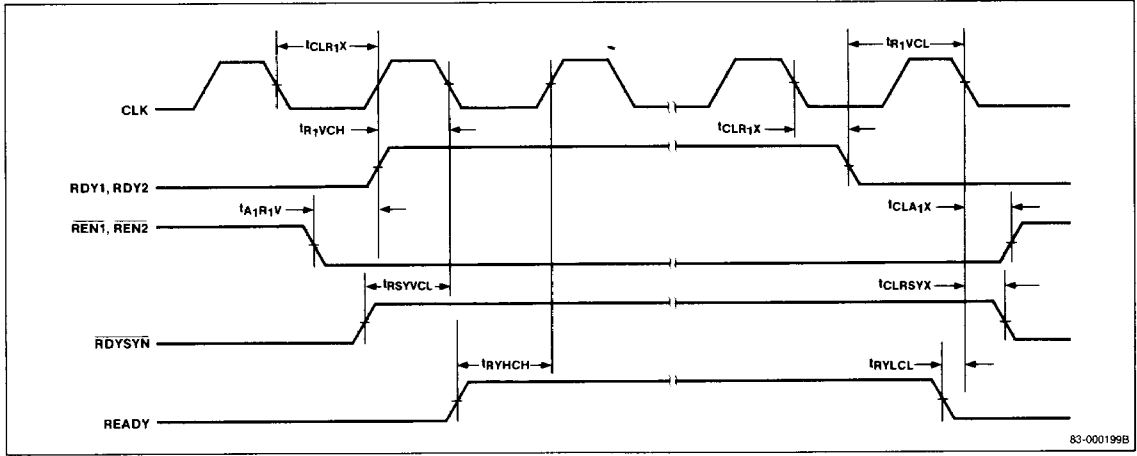 tCLR1X
tR1VCL
CLK
tR1VCH
tCLR1X
RDY1, RDY2
tA1R1V
tCLA1X
REN1, REN2
tRSYVCL
tCLRSYX
RDYSYN
tRYHCH
tRYLCL
READY
83-000199B